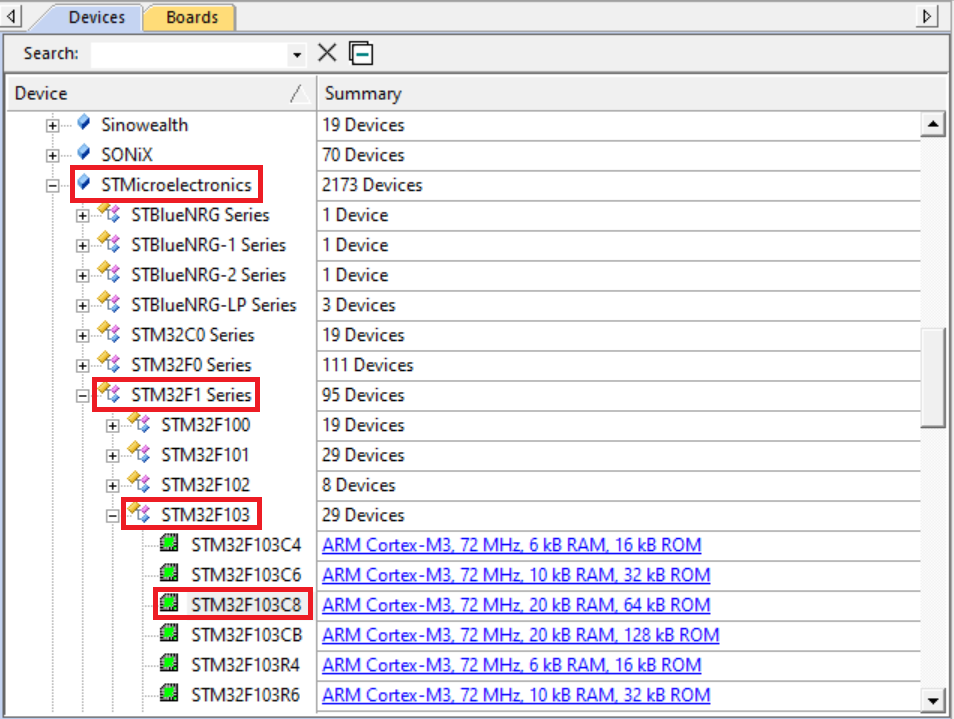 Devices Boards
Search:
Device Summary
Sinowealth 19 Devices
SONiX 70 Devices
STMicroelectronics 2173 Devices
STBlueNRG Series 1 Device
STBlueNRG-1 Series 1 Device
STBlueNRG-2 Series 1 Device
STBlueNRG-LP Series 3 Devices
STM32C0 Series 19 Devices
STM32F0 Series 111 Devices
STM32F1 Series 95 Devices
STM32F100 19 Devices
STM32F101 29 Devices
STM32F102 8 Devices
STM32F103 29 Devices
STM32F103C4 ARM Cortex-M3, 72 MHz, 6 kB RAM, 16 kB ROM
STM32F103C6 ARM Cortex-M3, 72 MHz, 10 kB RAM, 32 kB ROM
STM32F103C8 ARM Cortex-M3, 72 MHz, 20 kB RAM, 64 kB ROM
STM32F103CB ARM Cortex-M3, 72 MHz, 20 kB RAM, 128 kB ROM
STM32F103R4 ARM Cortex-M3, 72 MHz, 6 kB RAM, 16 kB ROM
STM32F103R6 ARM Cortex-M3, 72 MHz, 10 kB RAM, 32 kB ROM